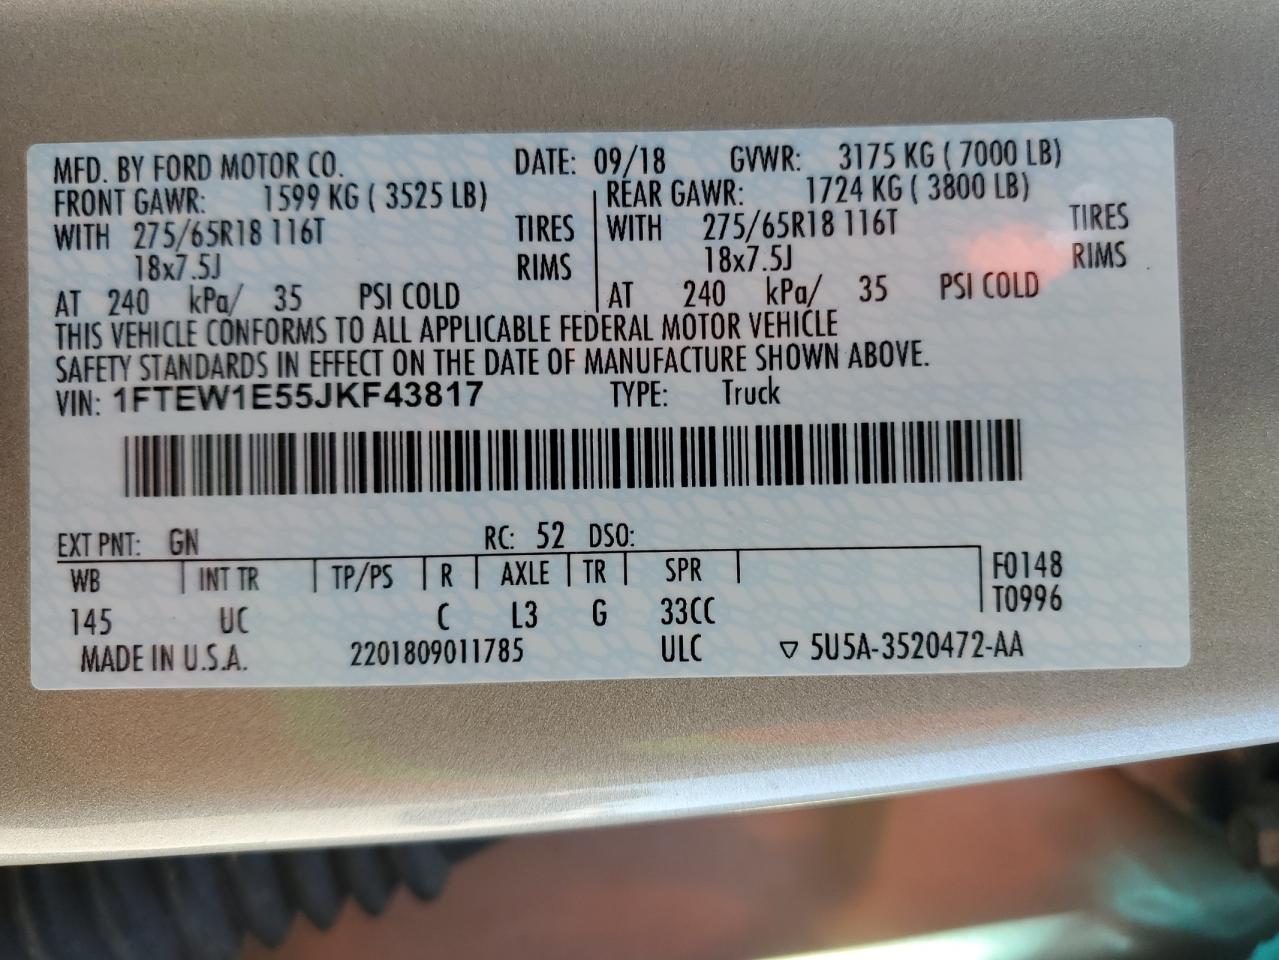 MFD. BY FORD MOTOR CO. DATE: 09/18 GVWR: 3175 KG ( 7000 LB)
FRONT GAWR: 1599 KG ( 3525 LB) REAR GAWR: 1724 KG ( 3800 LB)
WITH 275/65R18 116T TIRES WITH 275/65R18 116T TIRES
18x7.5J RIMS 18x7.5J RIMS
AT 240 kPa/ 35 PSI COLD AT 240 kPa/ 35 PSI COLD
THIS VEHICLE CONFORMS TO ALL APPLICABLE FEDERAL MOTOR VEHICLE
SAFETY STANDARDS IN EFFECT ON THE DATE OF MANUFACTURE SHOWN ABOVE.
VIN: 1FTEW1E55JKF43817 TYPE: Truck
EXT PNT: GN RC: 52 DSO:
WB INT TR TP/PS R AXLE TR SPR F0148
145 UC C L3 G 33CC T0996
MADE IN U.S.A. 2201809011785 ULC ▽ 5U5A-3520472-AA